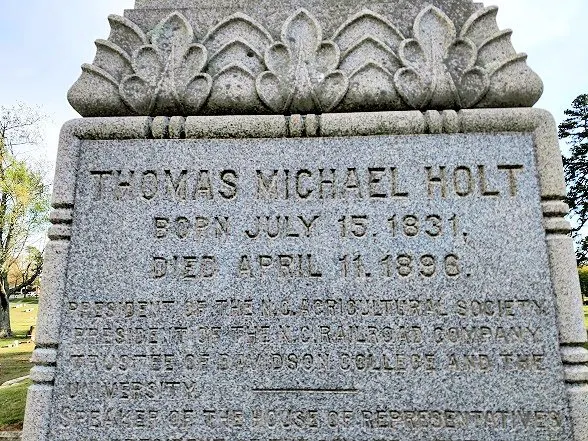 THOMAS MICHAEL HOLT
BORN JULY 15. 1831.
DIED APRIL 11. 1896.
PRESIDENT OF THE N.C. AGRICULTURAL SOCIETY
PRESIDENT OF THE N.C. RAILROAD COMPANY
TRUSTEE OF DAVIDSON COLLEGE AND THE
UNIVERSITY.
SPEAKER OF THE HOUSE OF REPRESENTATIVES